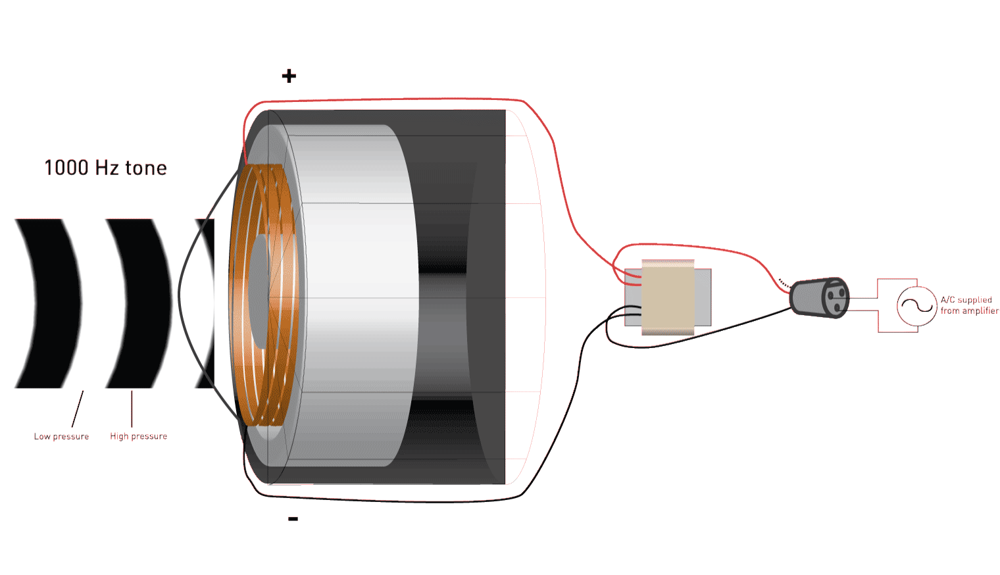 +
1000 Hz tone
A/C supplied
from amplifier
Low pressure
High pressure
-